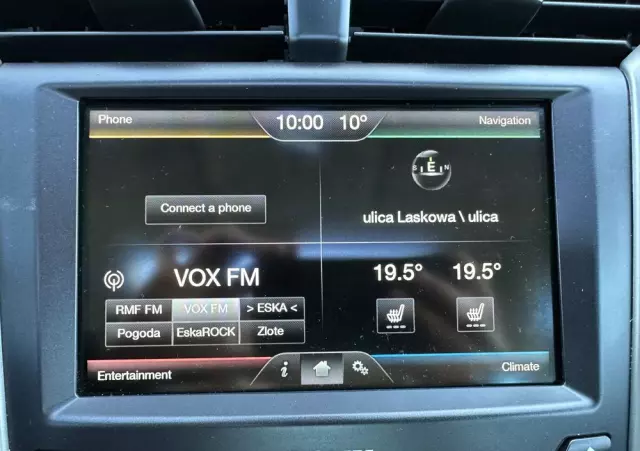 Phone 10:00 10° Navigation
S E N
Connect a phone
ulica Laskowa \ ulica
VOX FM
19.5° 19.5°
RMF FM VOX FM > ESKA <
Pogoda EskaROCK Zlote
Entertainment i Climate